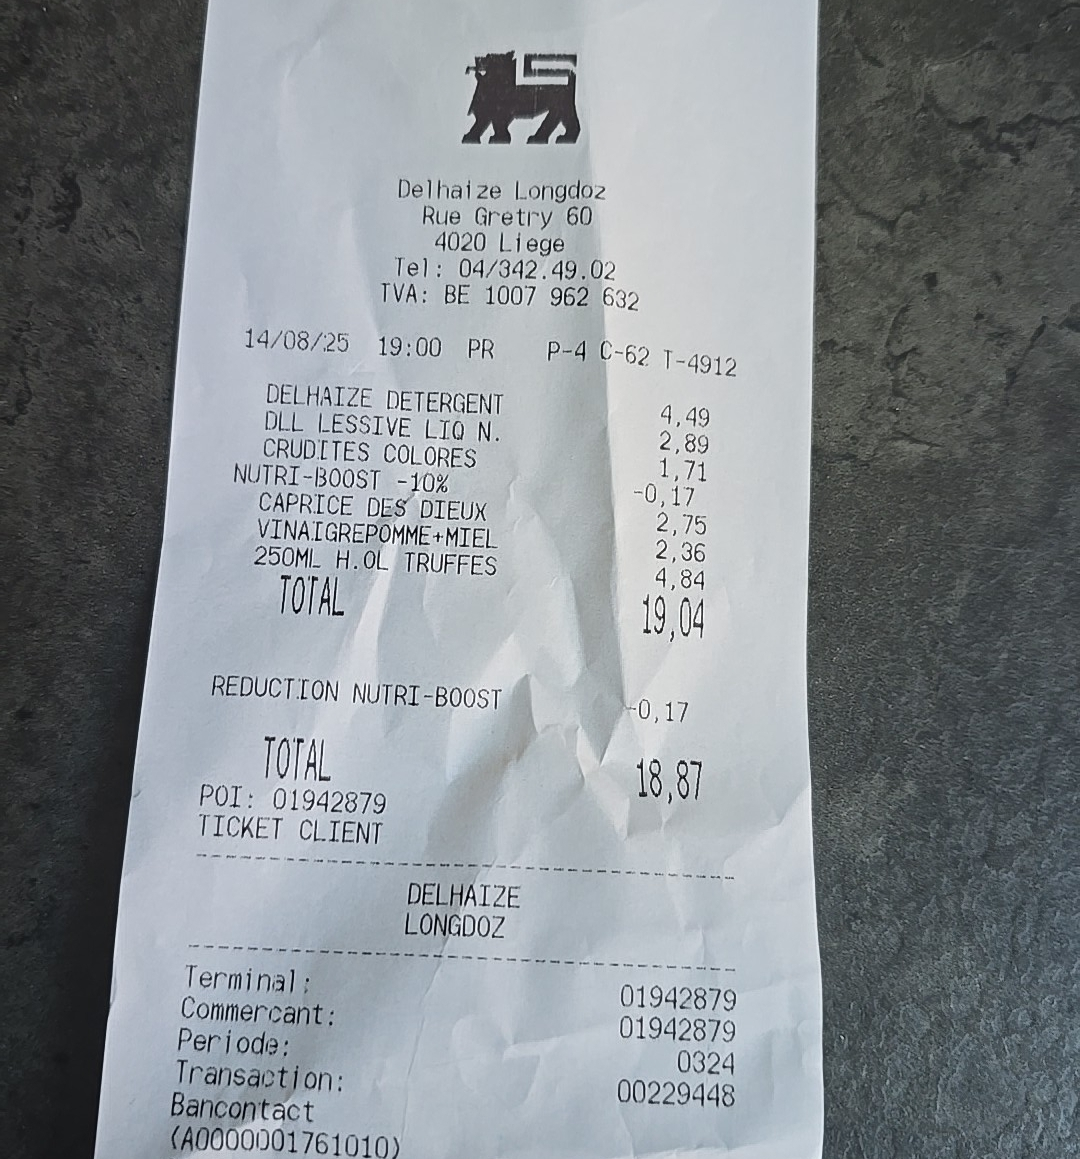 Delhaize Longdoz
Rue Gretry 60
4020 Liege
Tel: 04/342.49.02
TVA: BE 1007 962 632
14/08/25 19:00 PR P-4 C-62 T-4912
DELHAIZE DETERGENT 4,49
DLL LESSIVE LIQ N. 2,89
CRUDITES COLORES 1,71
NUTRI-BOOST -10% -0,17
CAPRICE DES DIEUX 2,75
VINAIGREPOMME+MIEL 2,36
250ML H.OL TRUFFES 4,84
TOTAL 19,04
REDUCTION NUTRI-BOOST -0,17
TOTAL 18,87
POI: 01942879
TICKET CLIENT
DELHAIZE
LONGDOZ
Terminal: 01942879
Commercant: 01942879
Periode: 0324
Transaction: 00229448
Bancontact
(A0000001761010)